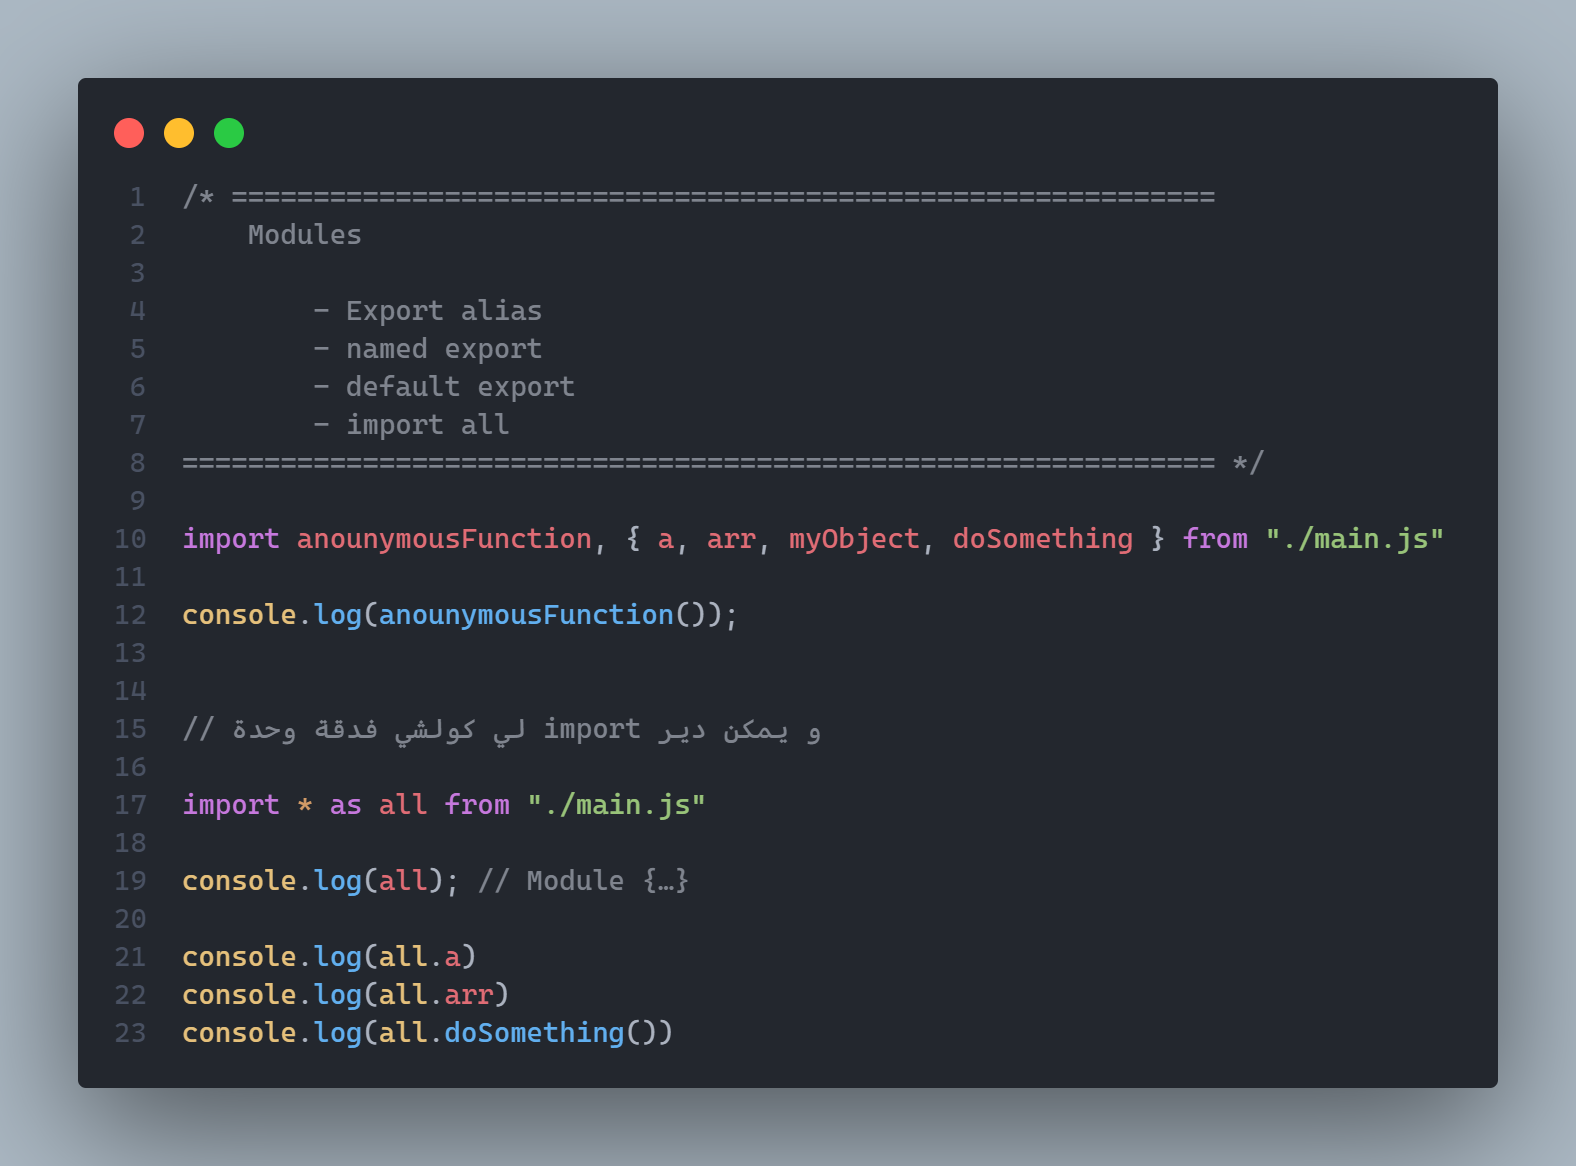 1 /* ============================================================
2 Modules
3
4 - Export alias
5 - named export
6 - default export
7 - import all
8 =============================================================== */
9
10 import anounymousFunction, { a, arr, myObject, doSomething } from "./main.js"
11
12 console.log(anounymousFunction());
13
14
15 // و يمكن دير import لي كولشي فدقة وحدة
16
17 import * as all from "./main.js"
18
19 console.log(all); // Module {…}
20
21 console.log(all.a)
22 console.log(all.arr)
23 console.log(all.doSomething())